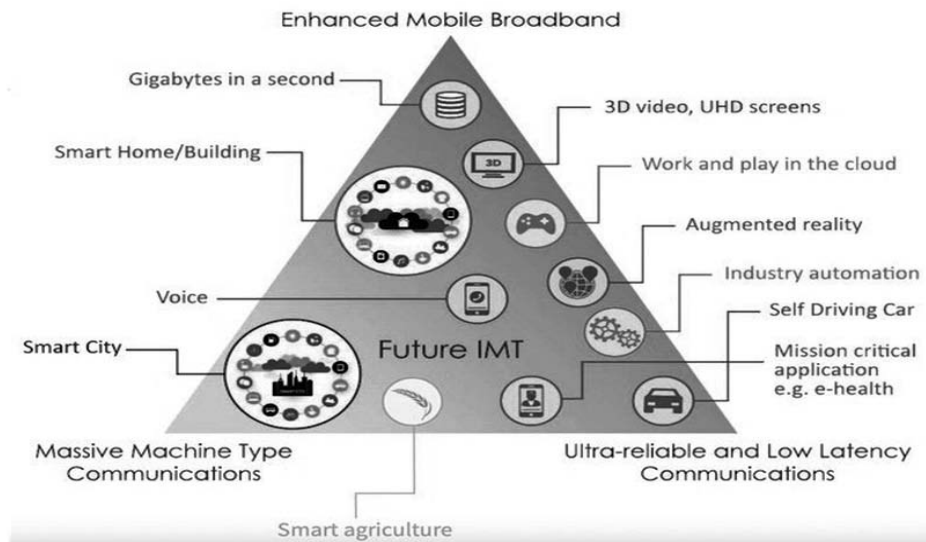 Enhanced Mobile Broadband
Gigabytes in a second
3D video, UHD screens
3D
Smart Home/Building
Work and play in the cloud
Augmented reality
Industry automation
Voice
Self Driving Car
Smart City
Future IMT
Mission critical
application
e.g. e-health
Massive Machine Type
Communications
Ultra-reliable and Low Latency
Communications
Smart agriculture